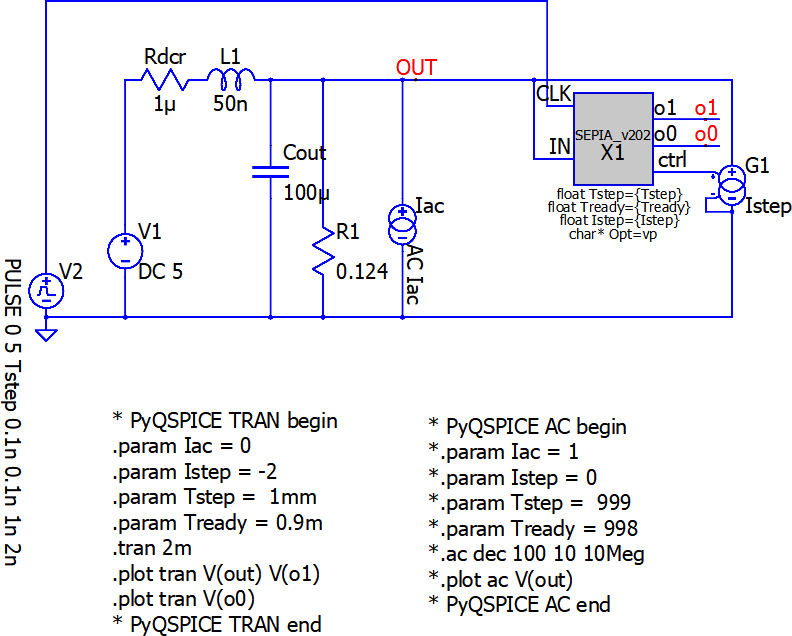 Rdcr
1µ
L1
50n
OUT
CLK
IN
SEPIA_v202
X1
o1
o1
o0
o0
ctrl
G1
Istep
float Tstep={Tstep}
float Tready={Tready}
float Istep={Istep}
char* Opt=vp
Cout
100µ
Iac
AC Iac
R1
0.124
V1
DC 5
V2
PULSE 0 5 Tstep 0.1n 0.1n 1n 2n
* PyQSPICE TRAN begin
.param Iac = 0
.param Istep = -2
.param Tstep =  1mm
.param Tready = 0.9m
.tran 2m
.plot tran V(out) V(o1)
.plot tran V(o0)
* PyQSPICE TRAN end
* PyQSPICE AC begin
*.param Iac = 1
*.param Istep = 0
*.param Tstep =  999
*.param Tready = 998
*.ac dec 100 10 10Meg
*.plot ac V(out)
* PyQSPICE AC end